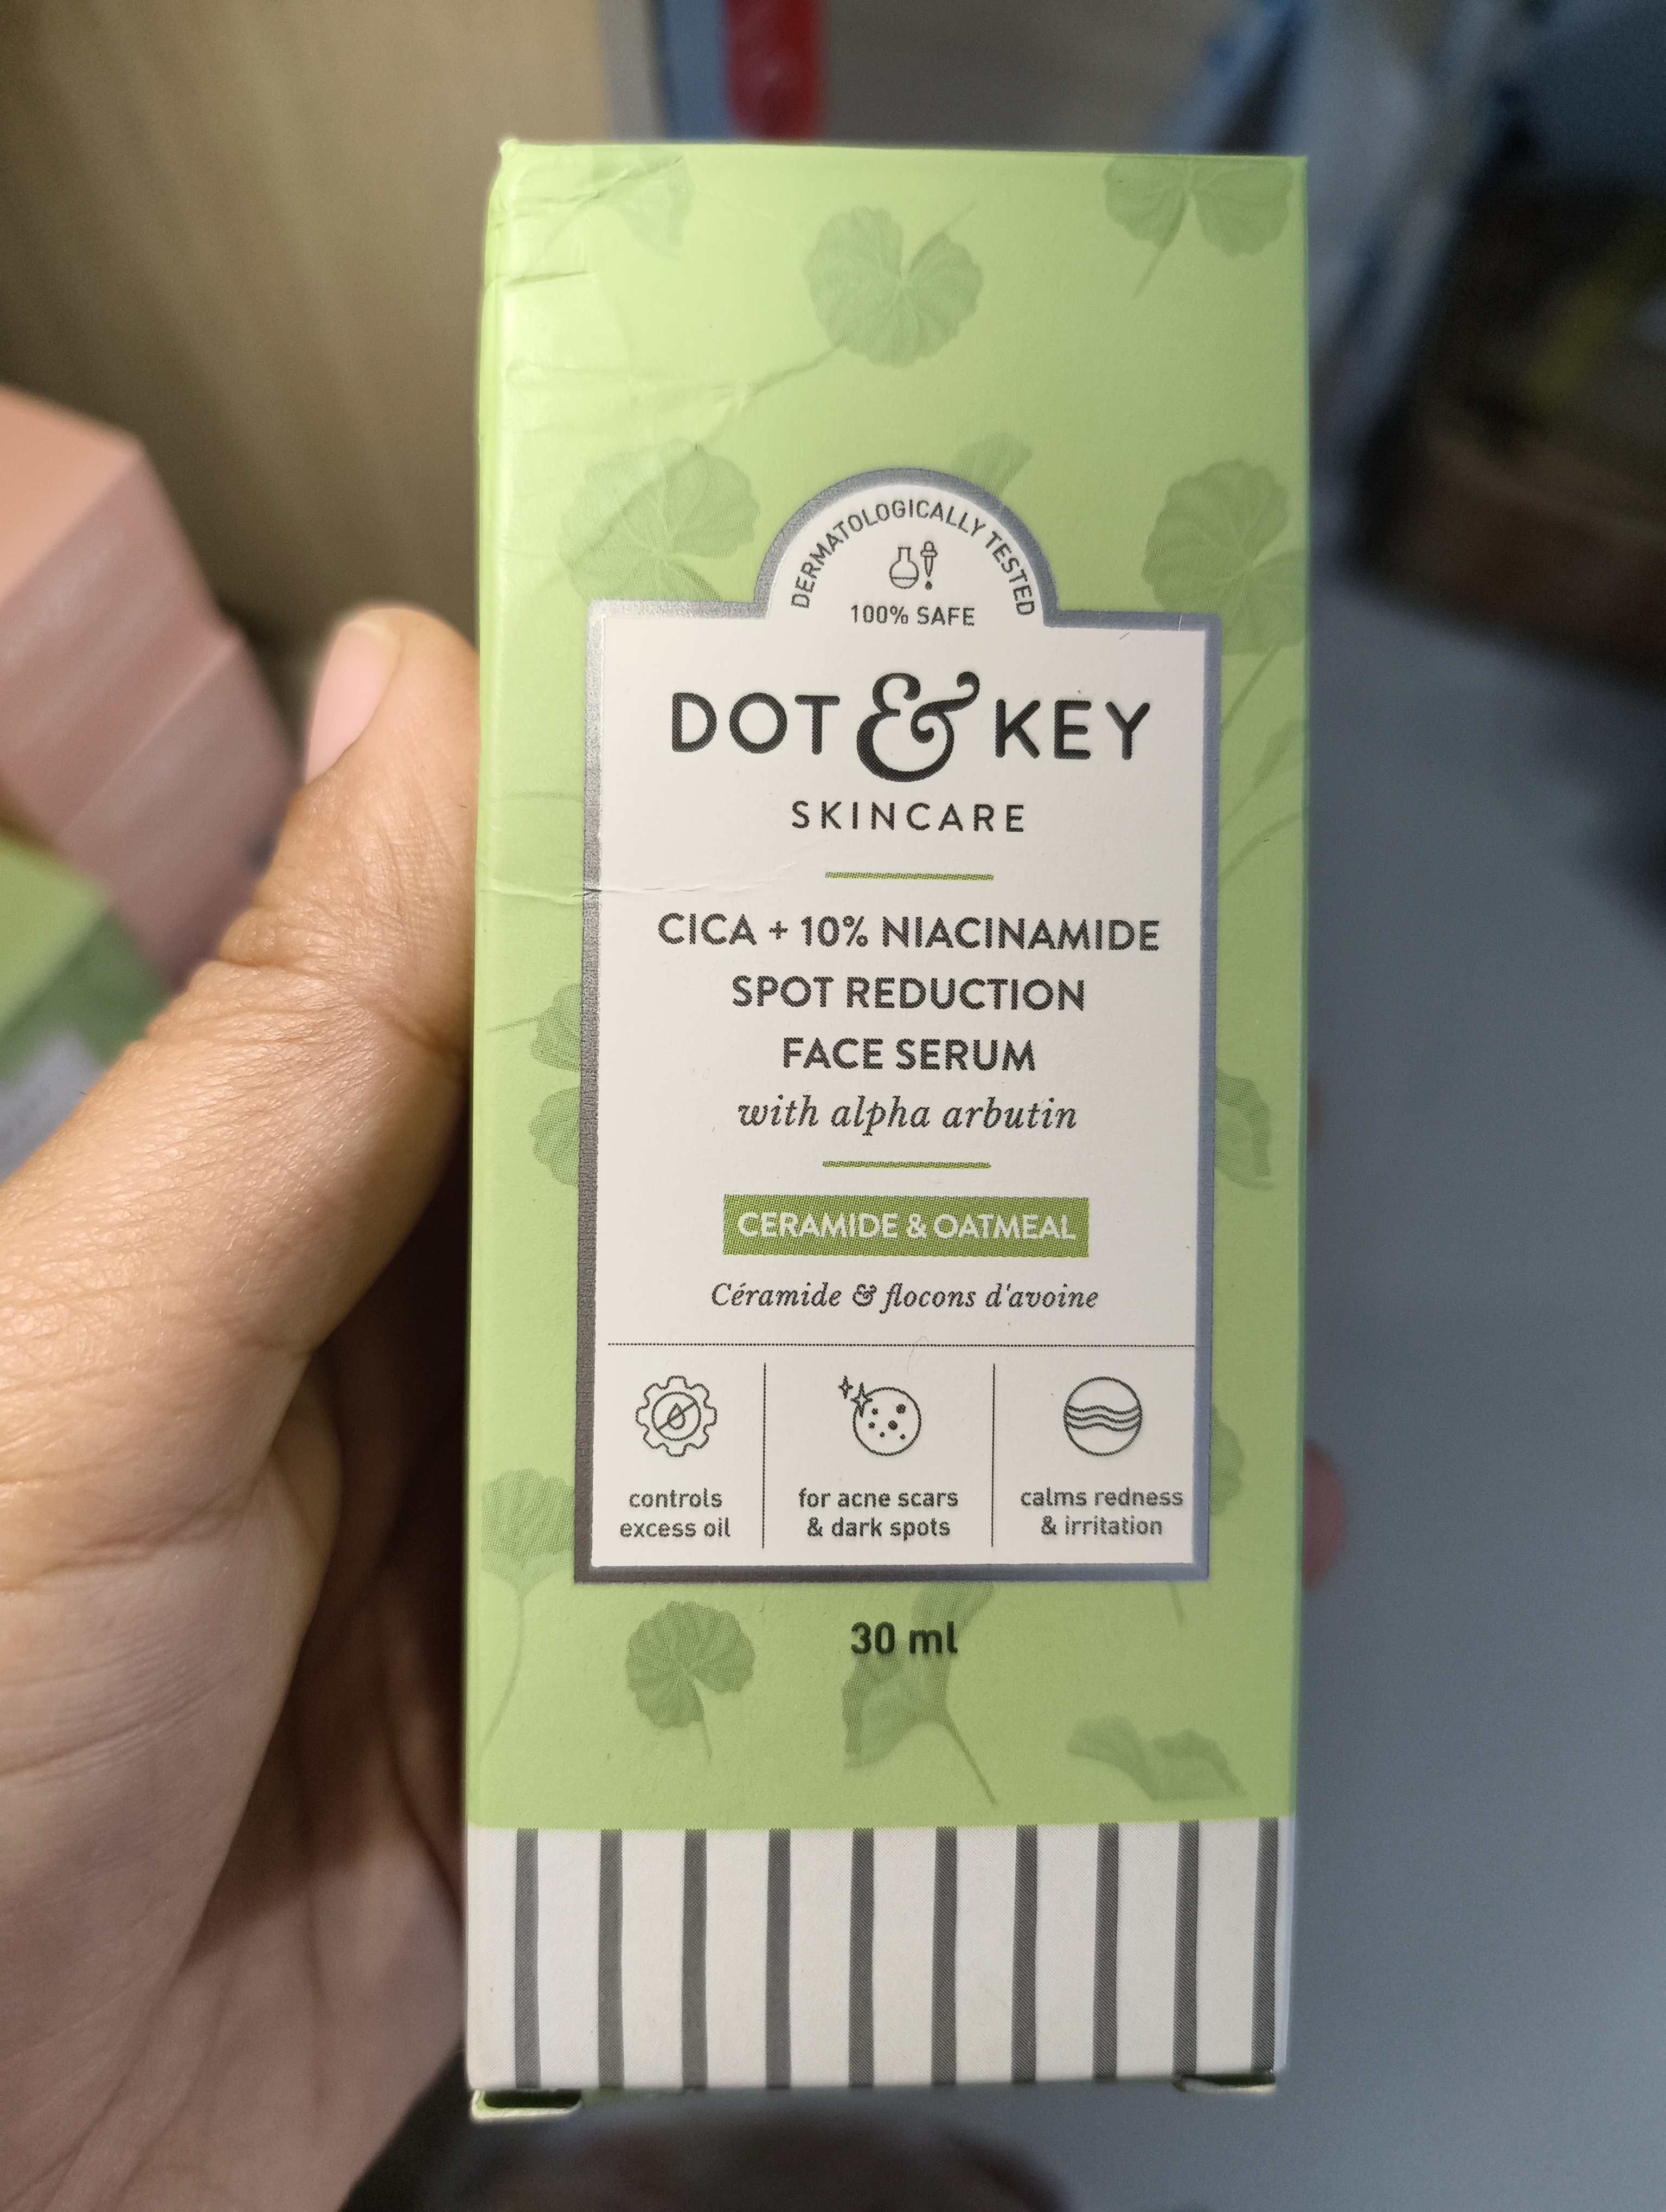 DERMATOLOGICALLY TESTED
100% SAFE
DOT & KEY
SKINCARE
CICA + 10% NIACINAMIDE
SPOT REDUCTION
FACE SERUM
with alpha arbutin
CERAMIDE & OATMEAL
Céramide & flocons d'avoine
controls
excess oil
for acne scars
& dark spots
calms redness
& irritation
30 ml